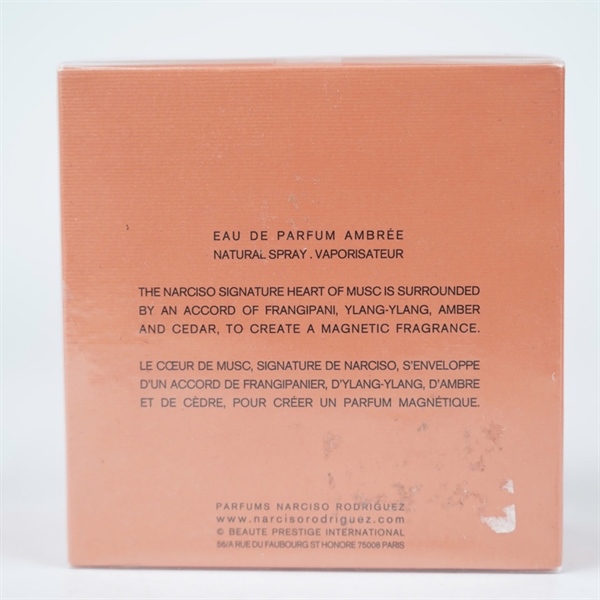 EAU DE PARFUM AMBRÉE
NATURAL SPRAY . VAPORISATEUR
THE NARCISO SIGNATURE HEART OF MUSC IS SURROUNDED
BY AN ACCORD OF FRANGIPANI, YLANG-YLANG, AMBER
AND CEDAR, TO CREATE A MAGNETIC FRAGRANCE.
LE CŒUR DE MUSC, SIGNATURE DE NARCISO, S'ENVELOPPE
D'UN ACCORD DE FRANGIPANIER, D'YLANG-YLANG, D'AMBRE
ET DE CÈDRE, POUR CRÉER UN PARFUM MAGNÉTIQUE.
PARFUMS NARCISO RODRIGUEZ
www.narcisorodriguez.com
© BEAUTE PRESTIGE INTERNATIONAL
56/A RUE DU FAUBOURG ST HONORE 75008 PARIS